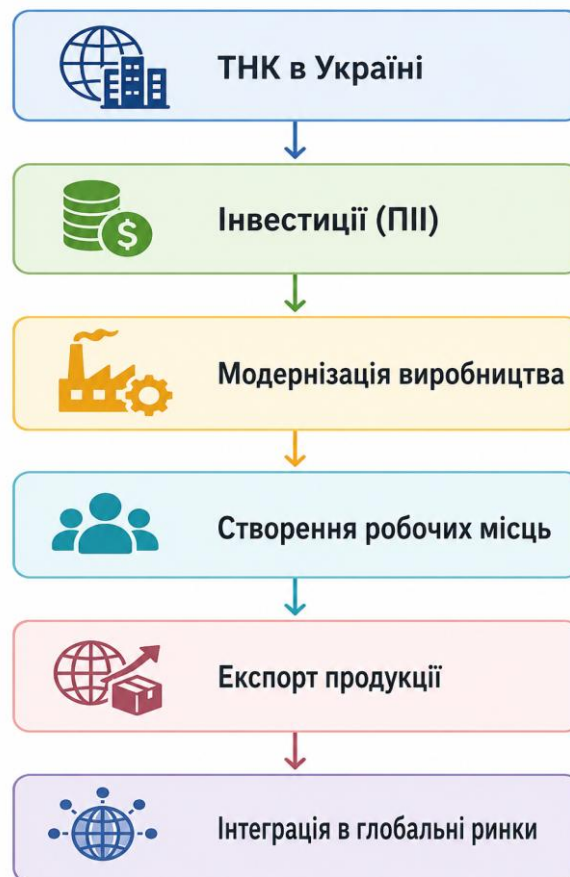 ТНК в Україні
$
Інвестиції (ПІІ)
Модернізація виробництва
Створення робочих місць
Експорт продукції
Інтеграція в глобальні ринки